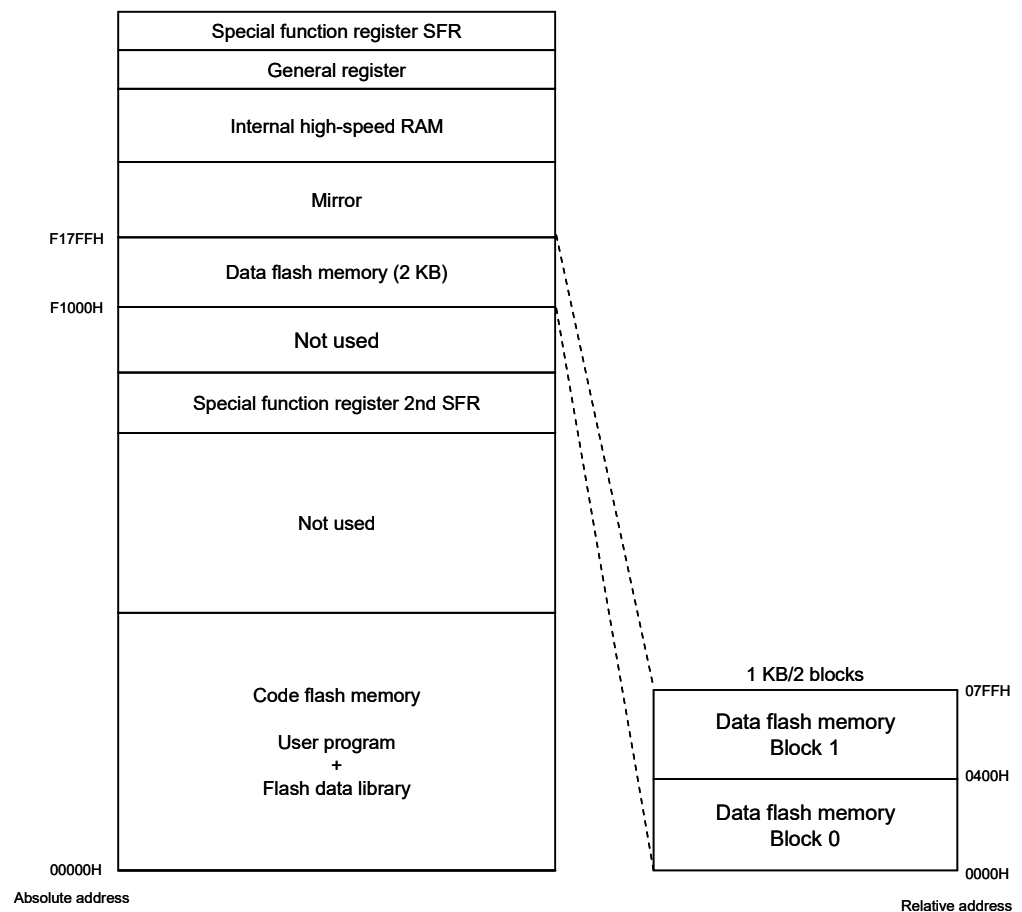 Special function register SFR
General register
Internal high-speed RAM
Mirror
F17FFH
Data flash memory (2 KB)
F1000H
Not used
Special function register 2nd SFR
Not used
Code flash memory
User program
+
Flash data library
00000H
Absolute address
1 KB/2 blocks
07FFH
Data flash memory
Block 1
0400H
Data flash memory
Block 0
0000H
Relative address